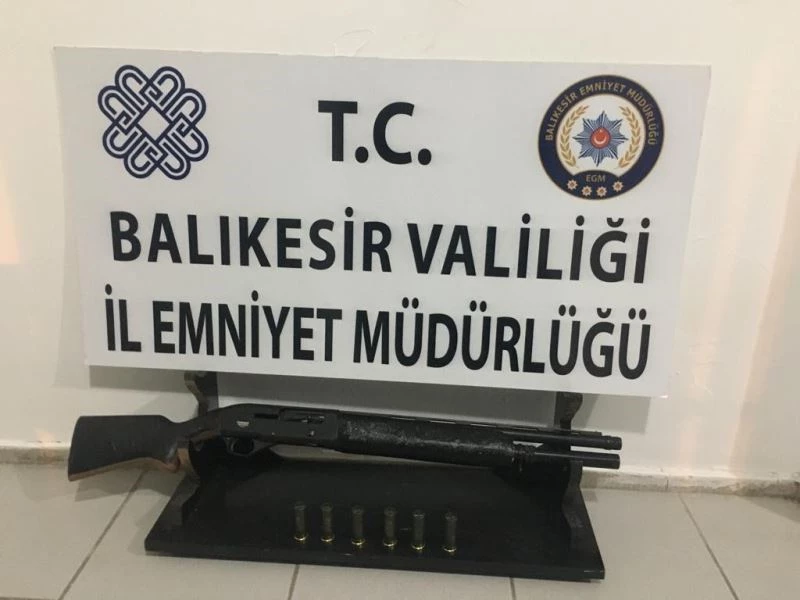 T.C.
BALIKESİR EMNİYET MÜDÜRLÜĞÜ
EGM
BALIKESİR VALİLİĞİ
İL EMNİYET MÜDÜRLÜĞÜ